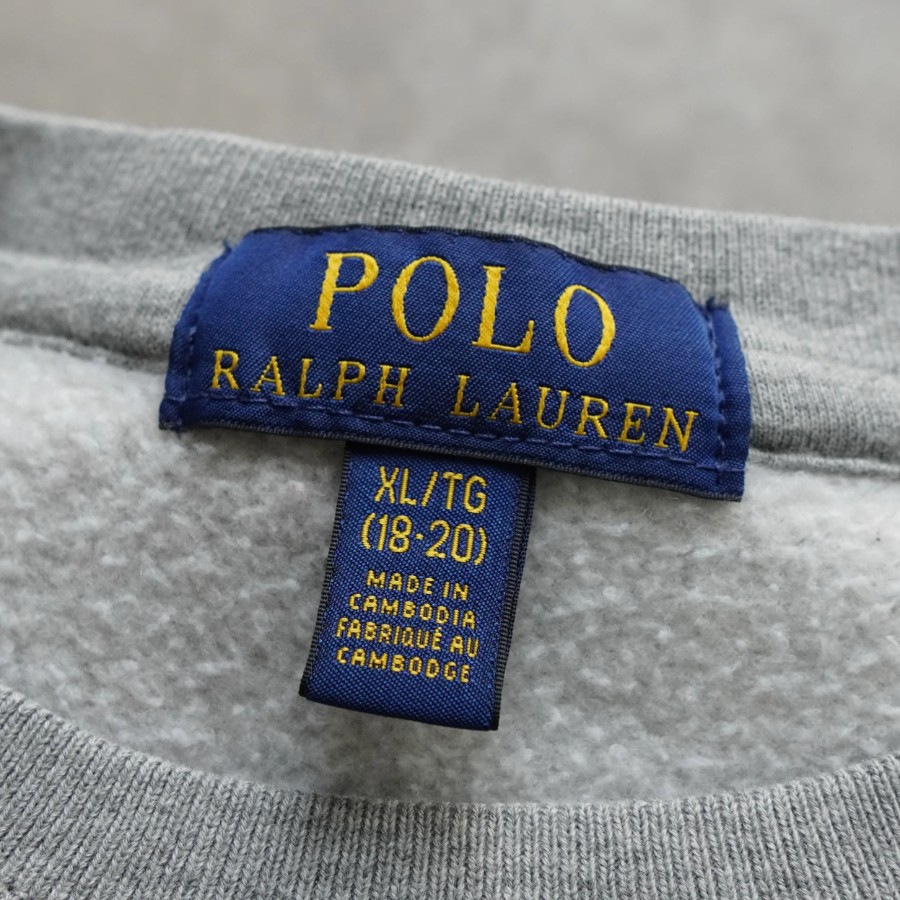 POLO
RALPH LAUREN
XL/TG
(18·20)
MADE IN
CAMBODIA
FABRIQUÉ AU
CAMBODGE